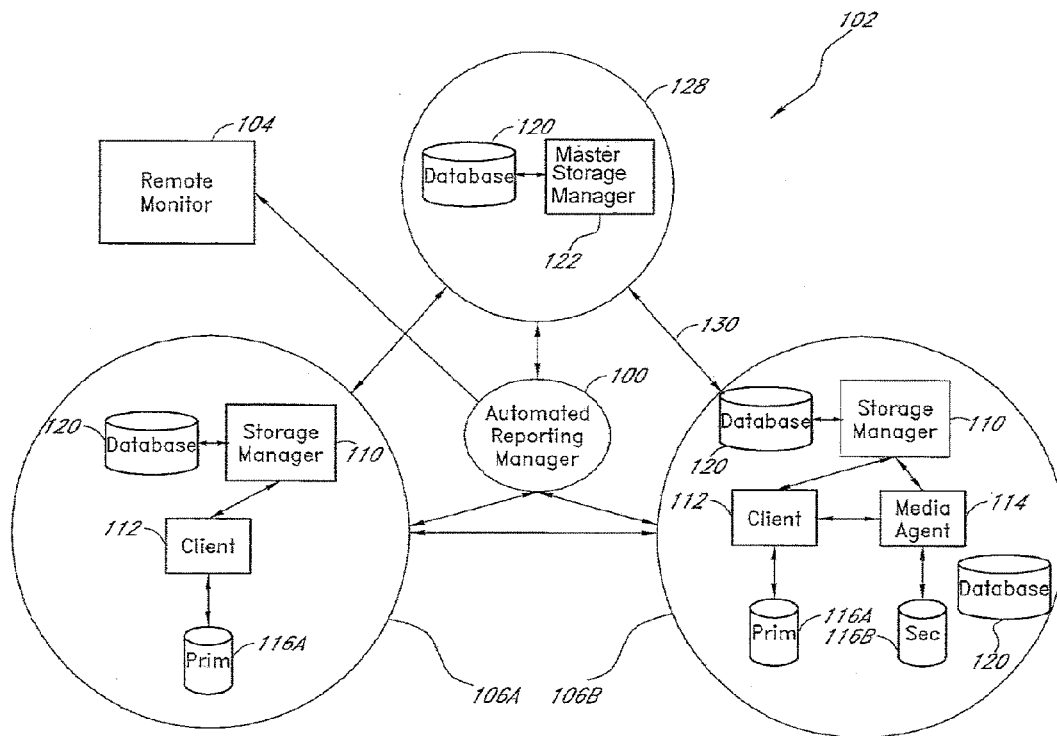 102
128
104
120
Remote
Monitor
Database
Master
Storage
Manager
122
130
100
Automated
Reporting
Manager
120
Database
Storage
Manager
110
112
Client
Prim
116A
106A
Database
120
Storage
Manager
110
112
Client
Media
Agent
114
Prim
116A
116B
Sec
Database
120
106B